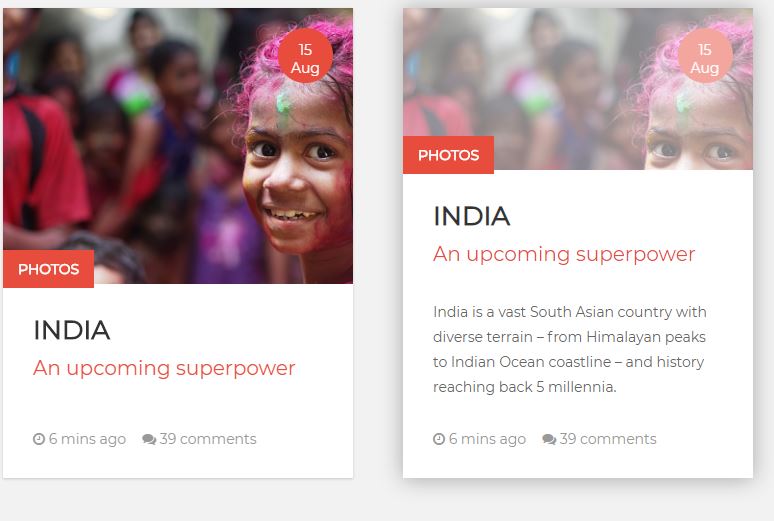 15
Aug
PHOTOS
INDIA
An upcoming superpower
6 mins ago 39 comments
15
Aug
PHOTOS
INDIA
An upcoming superpower
India is a vast South Asian country with
diverse terrain – from Himalayan peaks
to Indian Ocean coastline – and history
reaching back 5 millennia.
6 mins ago 39 comments